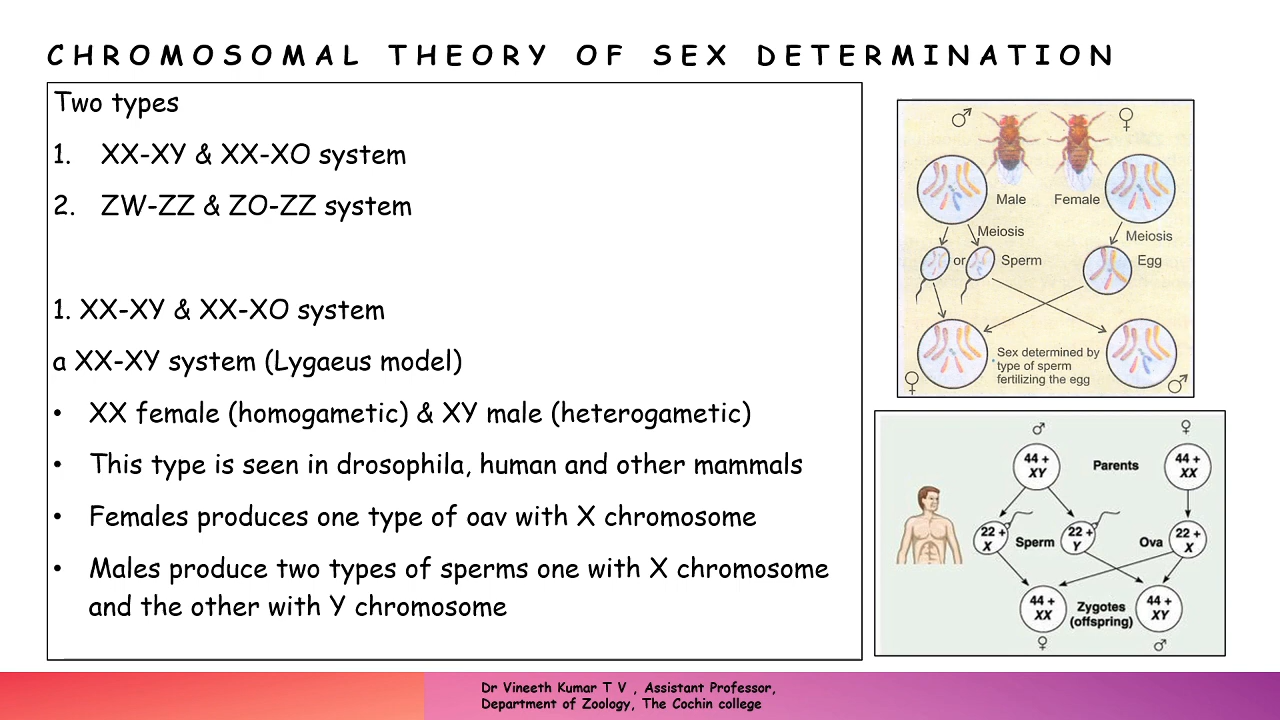 CHROMOSOMAL THEORY OF SEX DETERMINATION
Two types
1. XX-XY & XX-XO system
2. ZW-ZZ & ZO-ZZ system
1. XX-XY & XX-XO system
a XX-XY system (Lygaeus model)
• XX female (homogametic) & XY male (heterogametic)
• This type is seen in drosophila, human and other mammals
• Females produces one type of oav with X chromosome
• Males produce two types of sperms one with X chromosome
and the other with Y chromosome
♂ ♀
Male Female
Meiosis
Meiosis
or Sperm Egg
Sex determined by
type of sperm
fertilizing the egg
♀ ♂
♂ ♀
44 +
XY
Parents
44 +
XX
22 +
X
Sperm
22 +
Y
Ova
22 +
X
44 +
XX
Zygotes
(offspring)
44 +
XY
♀ ♂
Dr Vineeth Kumar T V , Assistant Professor,
Department of Zoology, The Cochin college